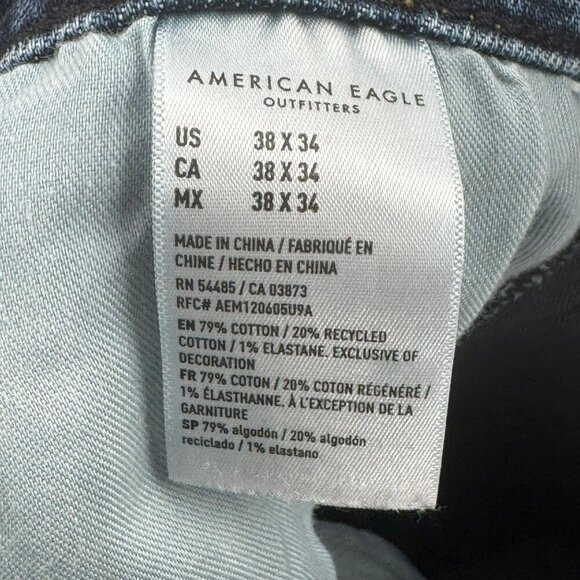 AMERICAN EAGLE
OUTFITTERS
US 38 X 34
CA 38 X 34
MX 38 X 34
MADE IN CHINA / FABRIQUÉ EN
CHINE / HECHO EN CHINA
RN 54485 / CA 03873
RFC# AEM120605U9A
EN 79% COTTON / 20% RECYCLED
COTTON / 1% ELASTANE. EXCLUSIVE OF
DECORATION
FR 79% COTON / 20% COTON RÉGÉNÉRÉ /
1% ÉLASTHANNE. À L'EXCEPTION DE LA
GARNITURE
SP 79% algodón / 20% algodón
reciclado / 1% elastano